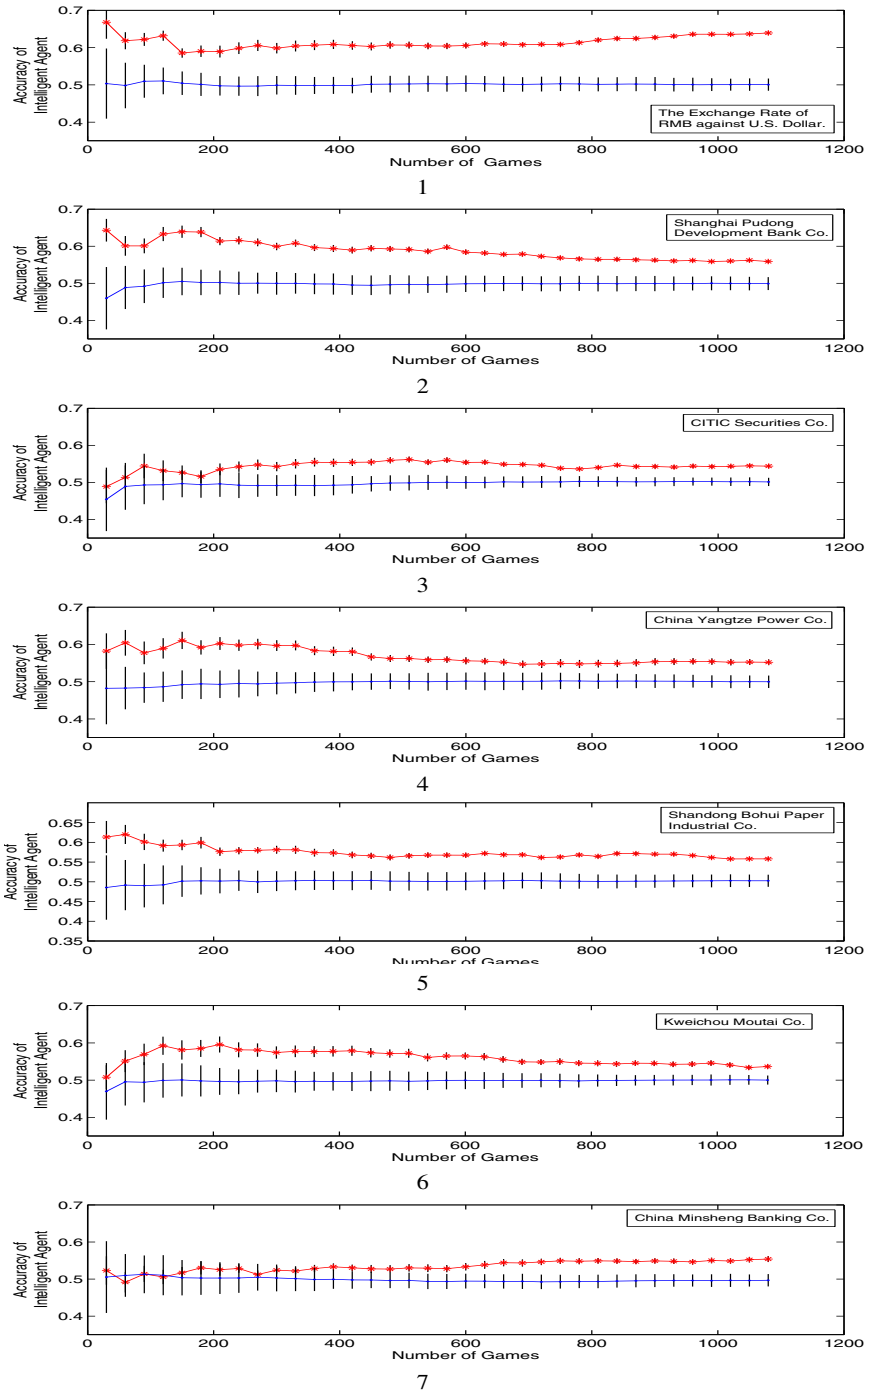 0.7
0.6
0.5
0.4
Accuracy of
Intelligent Agent
The Exchange Rate of
RMB against U.S. Dollar.
0 200 400 600 800 1000 1200
Number of Games
1
0.7
0.6
0.5
0.4
Accuracy of
Intelligent Agent
Shanghai Pudong
Development Bank Co.
0 200 400 600 800 1000 1200
Number of Games
2
0.7
0.6
0.5
0.4
Accuracy of
Intelligent Agent
CITIC Securities Co.
0 200 400 600 800 1000 1200
Number of Games
3
0.7
0.6
0.5
0.4
Accuracy of
Intelligent Agent
China Yangtze Power Co.
0 200 400 600 800 1000 1200
Number of Games
4
0.65
0.6
0.55
0.5
0.45
0.4
0.35
Accuracy of
Intelligent Agent
Shandong Bohui Paper
Industrial Co.
0 200 400 600 800 1000 1200
Number of Games
5
0.7
0.6
0.5
0.4
Accuracy of
Intelligent Agent
Kweichou Moutai Co.
0 200 400 600 800 1000 1200
Number of Games
6
0.7
0.6
0.5
0.4
Accuracy of
Intelligent Agent
China Minsheng Banking Co.
0 200 400 600 800 1000 1200
Number of Games
7